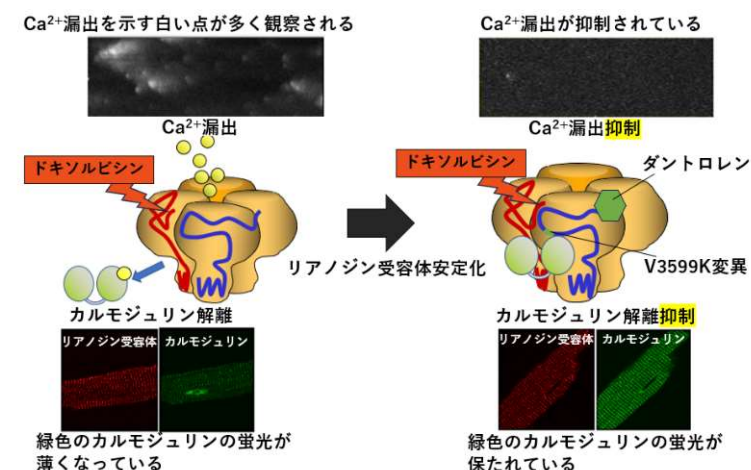 Ca²⁺漏出を示す白い点が多く観察される
Ca²⁺漏出
ドキソルビシン
カルモジュリン解離
リアノジン受容体
カルモジュリン
緑色のカルモジュリンの蛍光が
薄くなっている
リアノジン受容体安定化
Ca²⁺漏出が抑制されている
Ca²⁺漏出抑制
ドキソルビシン
ダントロレン
V3599K変異
カルモジュリン解離抑制
リアノジン受容体
カルモジュリン
緑色のカルモジュリンの蛍光が
保たれている